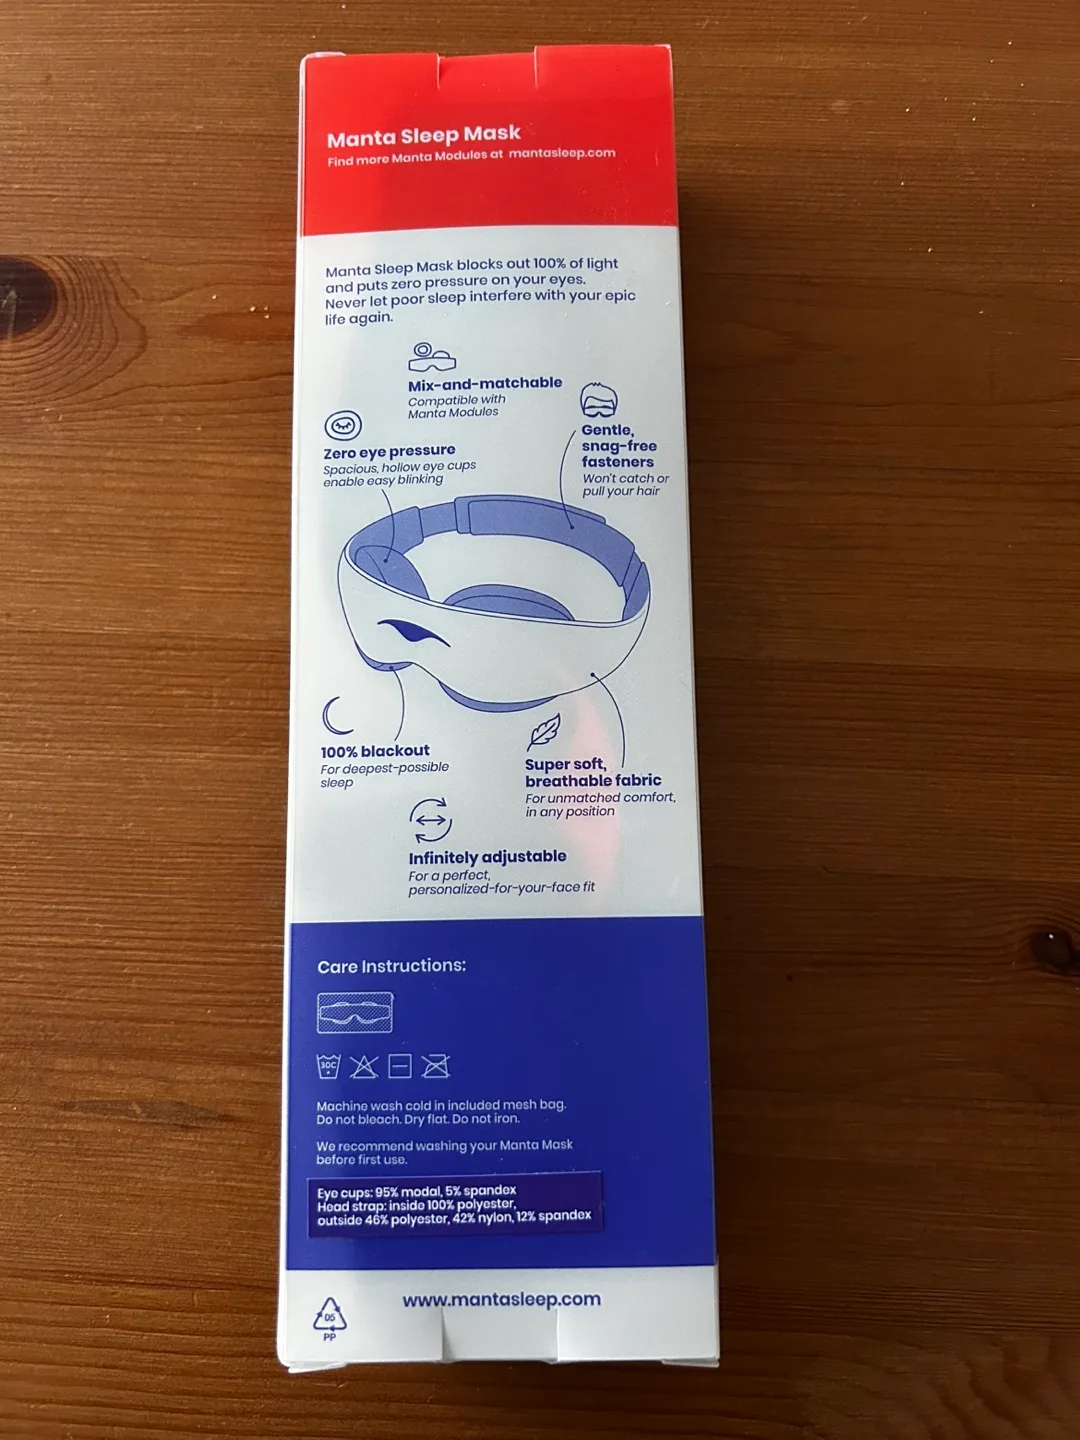 Manta Sleep Mask
Find more Manta Modules at mantasleep.com
Manta Sleep Mask blocks out 100% of light
and puts zero pressure on your eyes.
Never let poor sleep interfere with your epic
life again.
Mix-and-matchable
Compatible with
Manta Modules
Zero eye pressure
Spacious, hollow eye cups
enable easy blinking
Gentle,
snag-free
fasteners
Won't catch or
pull your hair
100% blackout
For deepest-possible
sleep
Super soft,
breathable fabric
For unmatched comfort,
in any position
Infinitely adjustable
For a perfect,
personalized-for-your-face fit
Care Instructions:
30C
Machine wash cold in included mesh bag.
Do not bleach. Dry flat. Do not iron.
We recommend washing your Manta Mask
before first use.
Eye cups: 95% modal, 5% spandex
Head strap: inside 100% polyester,
outside 46% polyester, 42% nylon, 12% spandex
www.mantasleep.com
05
PP